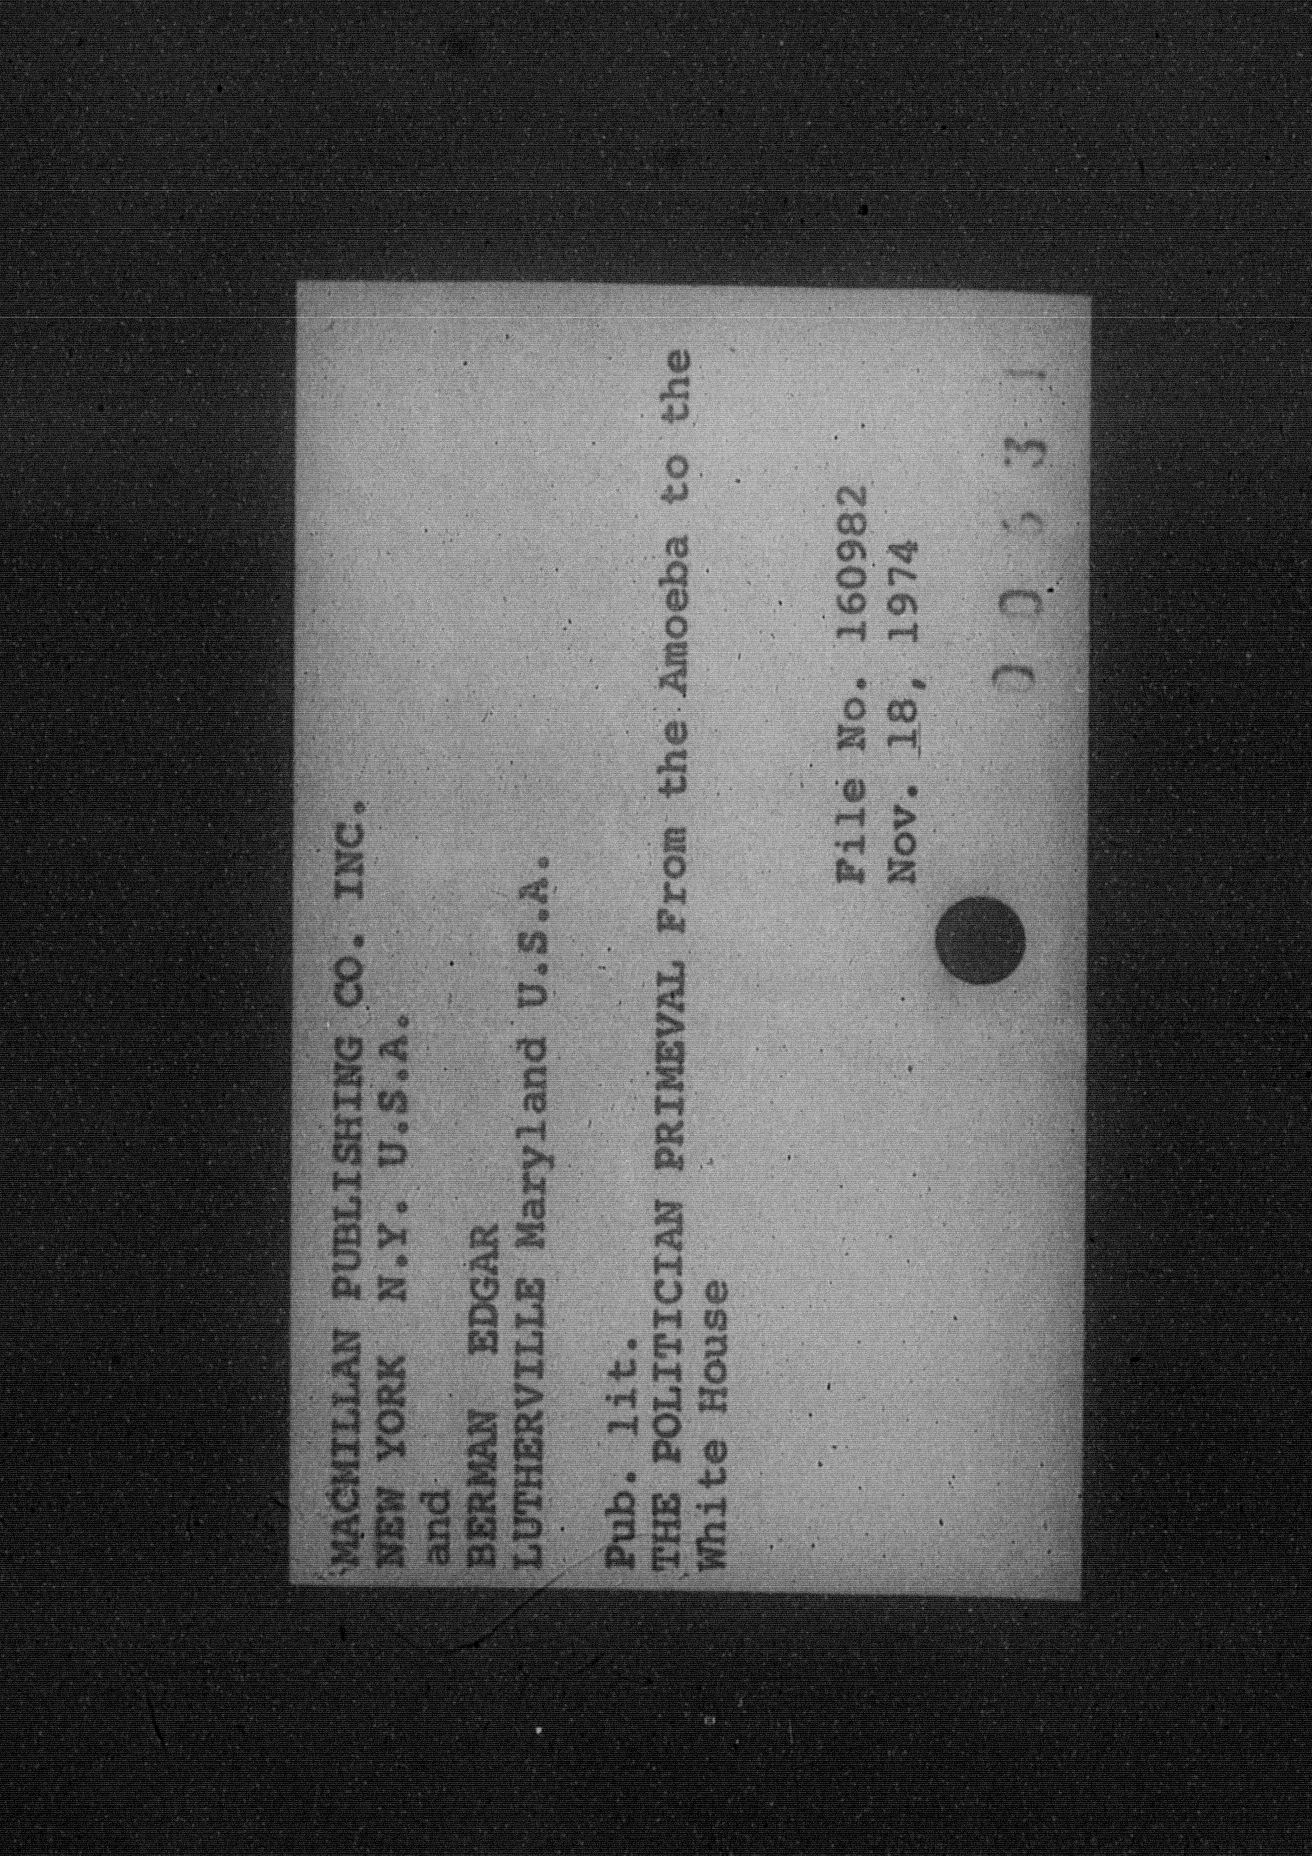 MACMILLAN PUBLISHING CO. INC.
NEW YORK N.Y. U.S.A.
and
BERMAN EDGAR
LUTHERVILLE Maryland U.S.A.
Pub. lit.
THE POLITICIAN PRIMEVAL From the Amoeba to the
White House
File No. 160982
Nov. 18, 1974